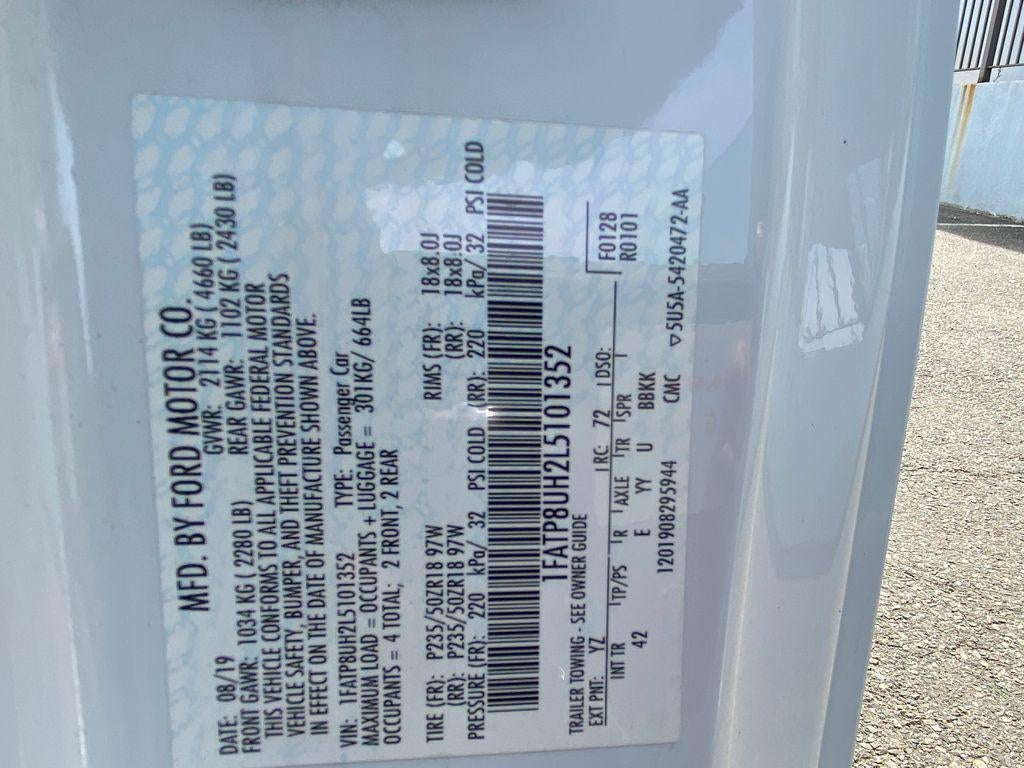 MFD. BY FORD MOTOR CO.
DATE: 08/19 GVWR: 2114 KG ( 4660 LB)
FRONT GAWR: 1034 KG ( 2280 LB) REAR GAWR: 1102 KG ( 2430 LB)
THIS VEHICLE CONFORMS TO ALL APPLICABLE FEDERAL MOTOR
VEHICLE SAFETY, BUMPER, AND THEFT PREVENTION STANDARDS
IN EFFECT ON THE DATE OF MANUFACTURE SHOWN ABOVE.
VIN: 1FATP8UH2L5101352 TYPE: Passenger Car
MAXIMUM LOAD = OCCUPANTS + LUGGAGE = 301KG/ 664LB
OCCUPANTS = 4 TOTAL; 2 FRONT, 2 REAR
TIRE (FR): P235/50ZR18 97W RIMS (FR): 18x8.0J
(RR): P235/50ZR18 97W (RR): 18x8.0J
PRESSURE (FR): 220 kPa/ 32 PSI COLD (RR): 220 kPa/ 32 PSI COLD
1FATP8UH2L5101352
TRAILER TOWING - SEE OWNER GUIDE F0128
EXT PNT: YZ RC: 72 DSO: R0101
INT TR TP/PS R AXLE TR SPR
42 E YY U BBKK
1201908295944 CMC ▽5U5A-5420472-AA